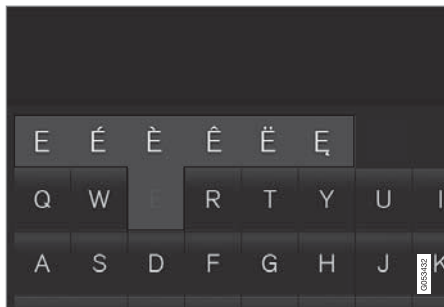 E É È Ê Ë Ę
Q W E R T Y U I
A S D F G H J K
G053432